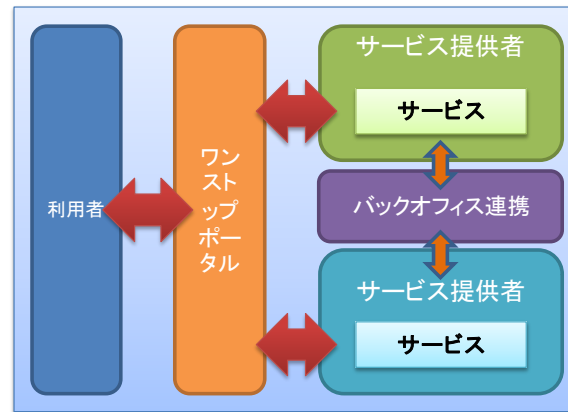 利用者
ワン
スト
ップ
ポー
タル
サービス提供者
サービス
バックオフィス連携
サービス提供者
サービス